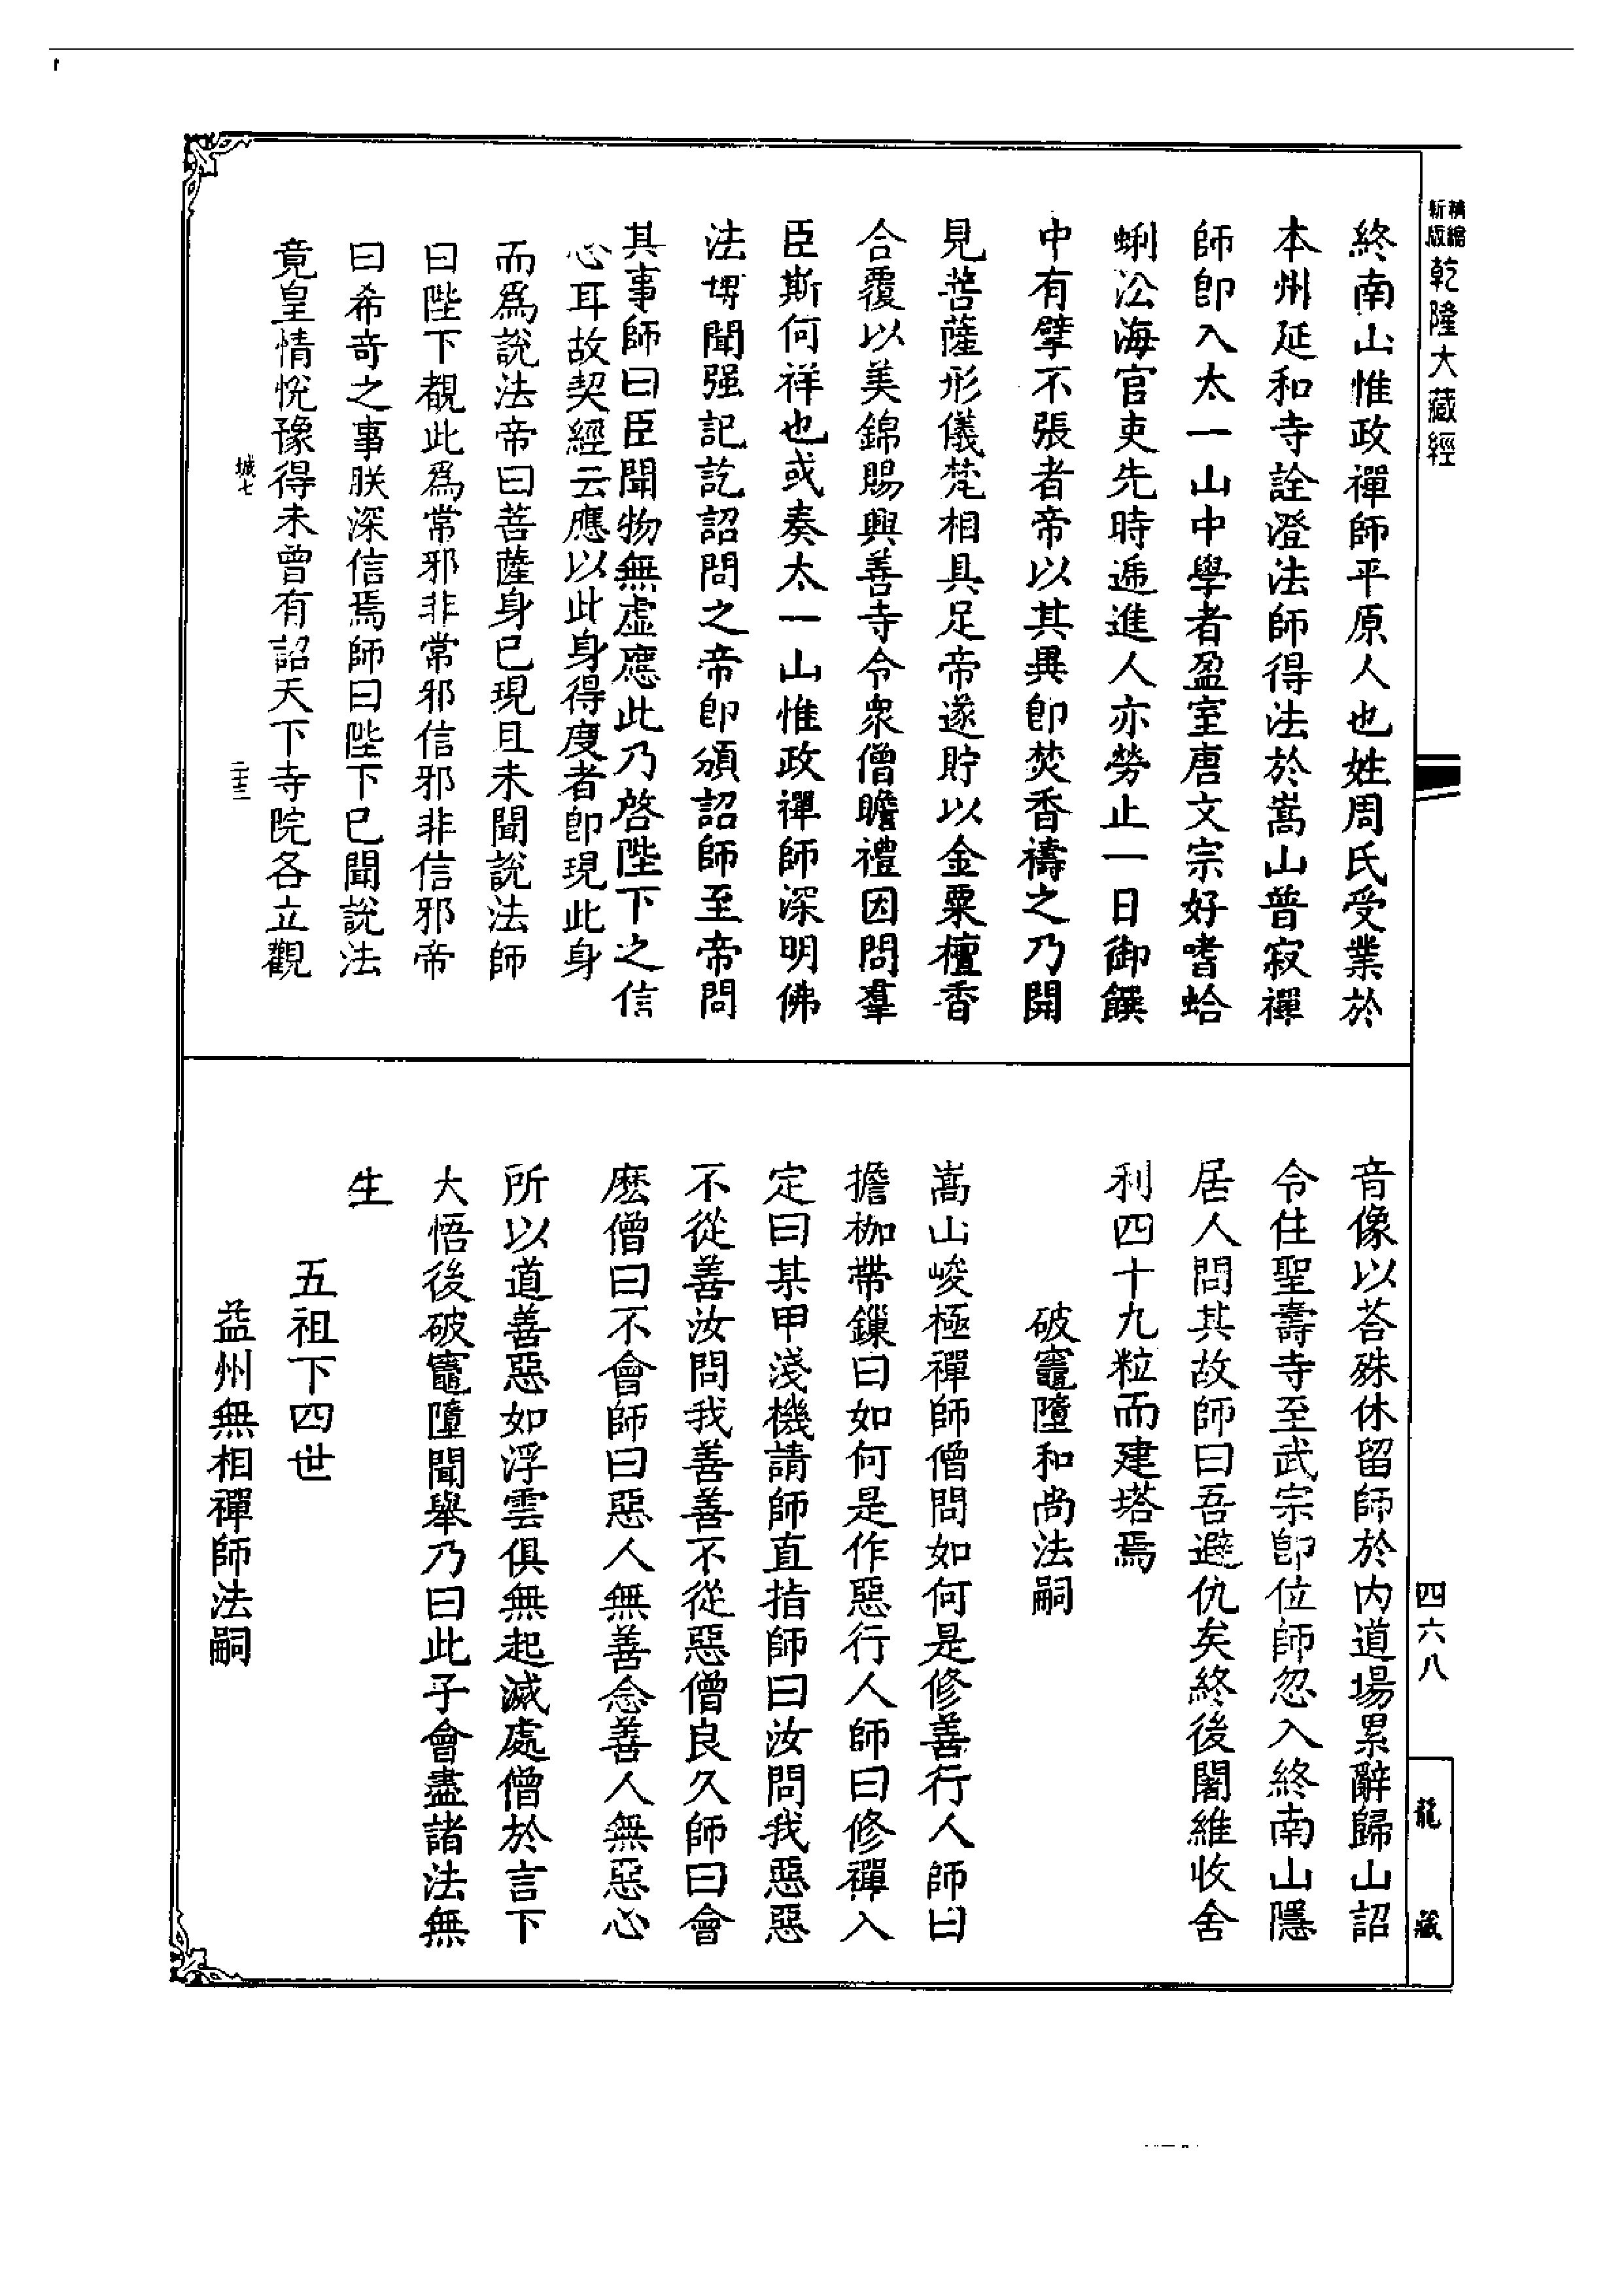 精繪
新版
乾隆大藏經
終南山惟政禪師平原人也姓周氏受業於
本州延和寺詮澄法師得法於嵩山普寂禪
師卽入太一山中學者盈室唐文宗好嗜蛤
蜊沿海官吏先時遞進人亦勞止一日御饌
中有擘不張者帝以其異卽焚香禱之乃開
見菩薩形儀梵相具足帝遂貯以金粟檀香
合覆以美錦賜興善寺令衆僧瞻禮因問羣
臣斯何祥也或奏太一山惟政禪師深明佛
法博聞强記訖詔問之帝卽頒詔師至帝問
其事師曰臣聞物無虛應此乃啓陛下之信
心耳故契經云應以此身得度者卽現此身
而爲說法帝曰菩薩身已現且未聞說法師
曰陛下覩此爲常邪非常邪信邪非信邪帝
曰希奇之事朕深信焉師曰陛下已聞說法
竟皇情悅豫得未曾有詔天下寺院各立觀
城七
二十三
音像以荅殊休留師於內道場累辭歸山詔
令住聖壽寺至武宗卽位師忽入終南山隱
居人問其故師曰吾避仇矣終後闍維收舍
利四十九粒而建塔焉
破竈墮和尚法嗣
嵩山峻極禪師僧問如何是修善行人師曰
擔枷帶鏁曰如何是作惡行人師曰修禪入
定曰某甲淺機請師直指師曰汝問我惡惡
不從善汝問我善善不從惡僧良久師曰會
麽僧曰不會師曰惡人無善念善人無惡心
所以道善惡如浮雲俱無起滅處僧於言下
大悟後破竈墮聞舉乃曰此子會盡諸法無
生
五祖下四世
益州無相禪師法嗣
四六八
龍藏